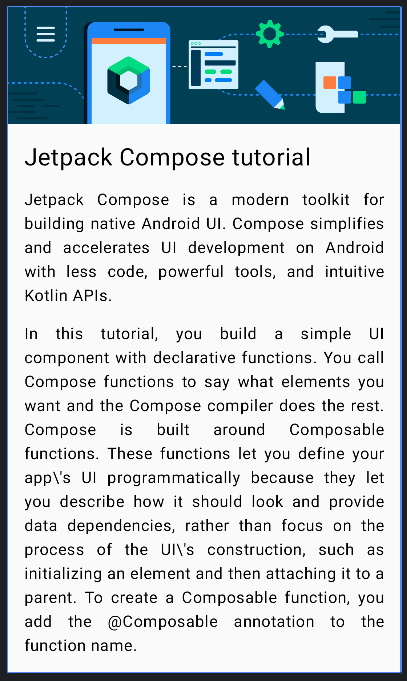 Jetpack Compose tutorial
Jetpack Compose is a modern toolkit for
building native Android UI. Compose simplifies
and accelerates UI development on Android
with less code, powerful tools, and intuitive
Kotlin APIs.
In this tutorial, you build a simple UI
component with declarative functions. You call
Compose functions to say what elements you
want and the Compose compiler does the rest.
Compose is built around Composable
functions. These functions let you define your
app\'s UI programmatically because they let
you describe how it should look and provide
data dependencies, rather than focus on the
process of the UI\'s construction, such as
initializing an element and then attaching it to a
parent. To create a Composable function, you
add the @Composable annotation to the
function name.